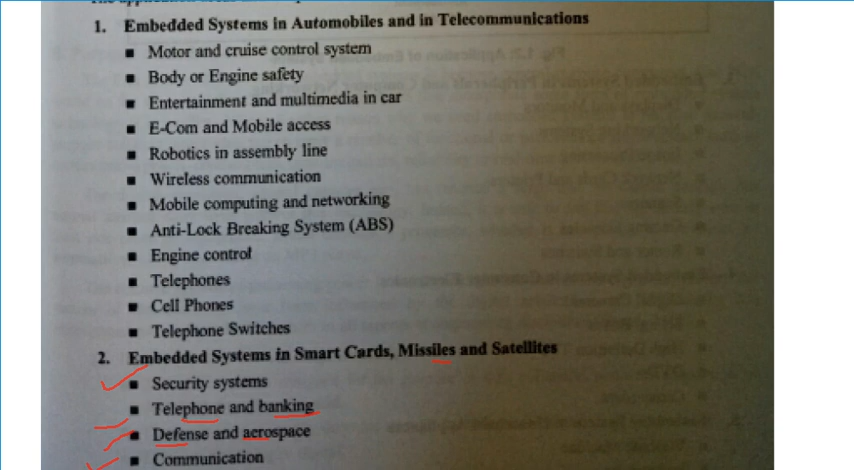 1. Embedded Systems in Automobiles and in Telecommunications
■ Motor and cruise control system
■ Body or Engine safety
■ Entertainment and multimedia in car
■ E-Com and Mobile access
■ Robotics in assembly line
■ Wireless communication
■ Mobile computing and networking
■ Anti-Lock Breaking System (ABS)
■ Engine control
■ Telephones
■ Cell Phones
■ Telephone Switches
2. Embedded Systems in Smart Cards, Missiles and Satellites
■ Security systems
■ Telephone and banking
■ Defense and aerospace
■ Communication